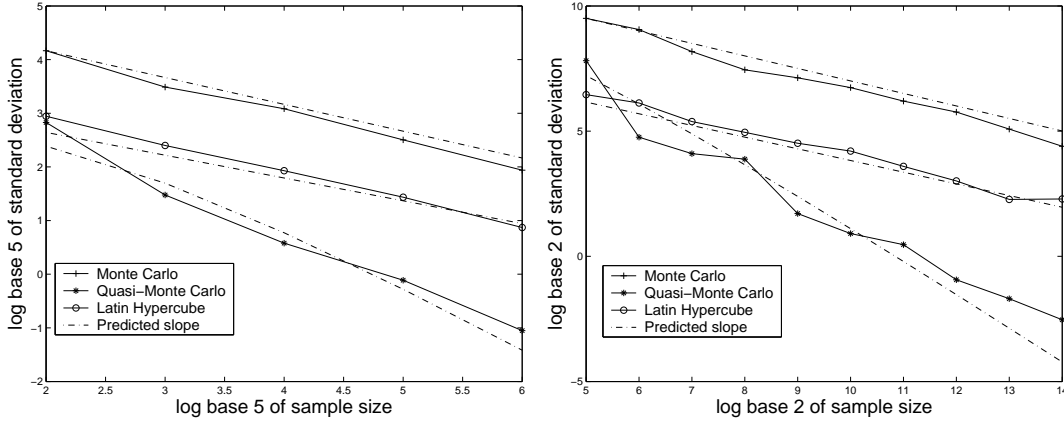 log base 5 of standard deviation
5
4
3
2
1
0
−1
−2
Monte Carlo
Quasi−Monte Carlo
Latin Hypercube
Predicted slope
2 2.5 3 3.5 4 4.5 5 5.5 6
log base 5 of sample size
log base 2 of standard deviation
10
5
0
−5
Monte Carlo
Quasi−Monte Carlo
Latin Hypercube
Predicted slope
5 6 7 8 9 10 11 12 13 14
log base 2 of sample size